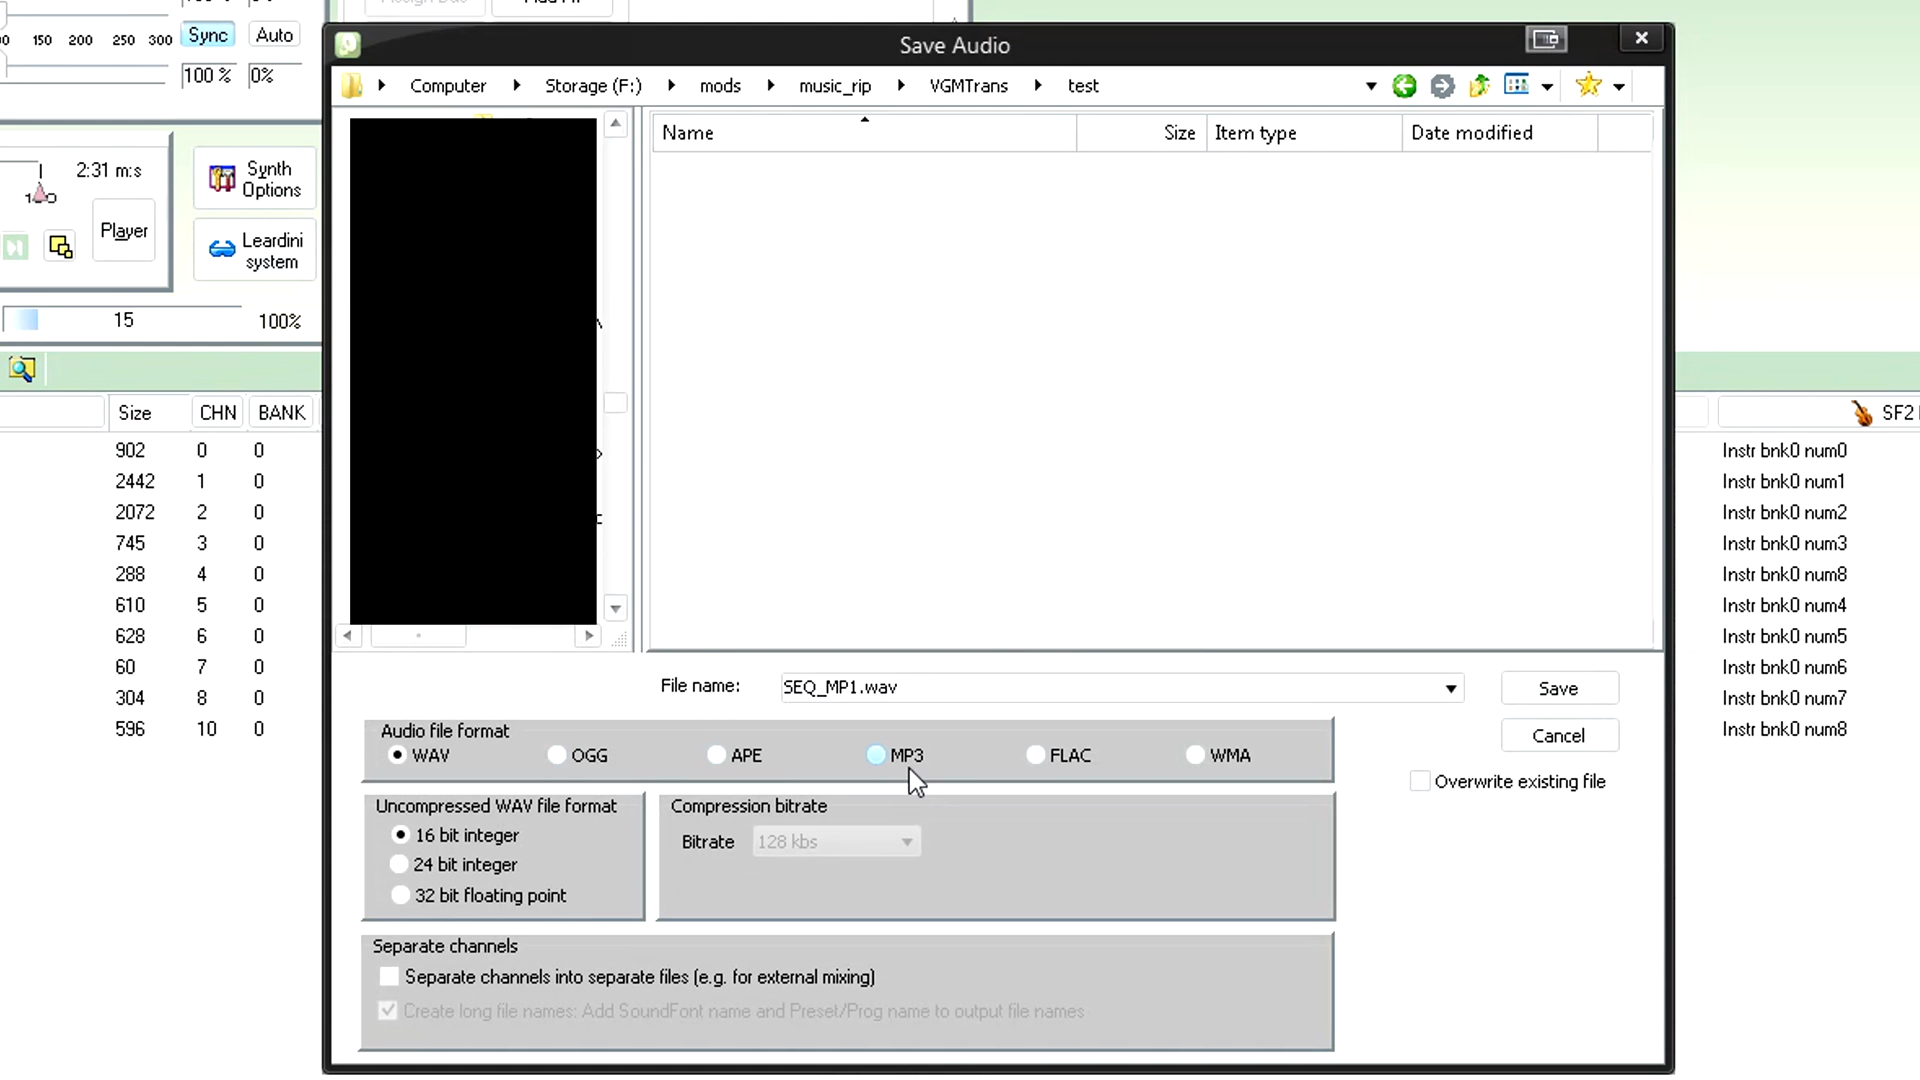 150 200 250 300 Sync Auto
100 % 0%
2:31 m:s
Player
Synth
Options
Leardini
system
15 100%
Size CHN BANK
902 0 0
2442 1 0
2072 2 0
745 3 0
288 4 0
610 5 0
628 6 0
60 7 0
304 8 0
596 10 0
Save Audio
Computer Storage (F:) mods music_rip VGMTrans test
Name Size Item type Date modified
File name: SEQ_MP1.wav Save
Cancel
Overwrite existing file
Audio file format
WAV OGG APE MP3 FLAC WMA
Uncompressed WAV file format
16 bit integer
24 bit integer
32 bit floating point
Compression bitrate
Bitrate 128 kbs
Separate channels
Separate channels into separate files (e.g. for external mixing)
Create long file names: Add SoundFont name and Preset/Prog name to output file names
SF2
Instr bnk0 num0
Instr bnk0 num1
Instr bnk0 num2
Instr bnk0 num3
Instr bnk0 num8
Instr bnk0 num4
Instr bnk0 num5
Instr bnk0 num6
Instr bnk0 num7
Instr bnk0 num8